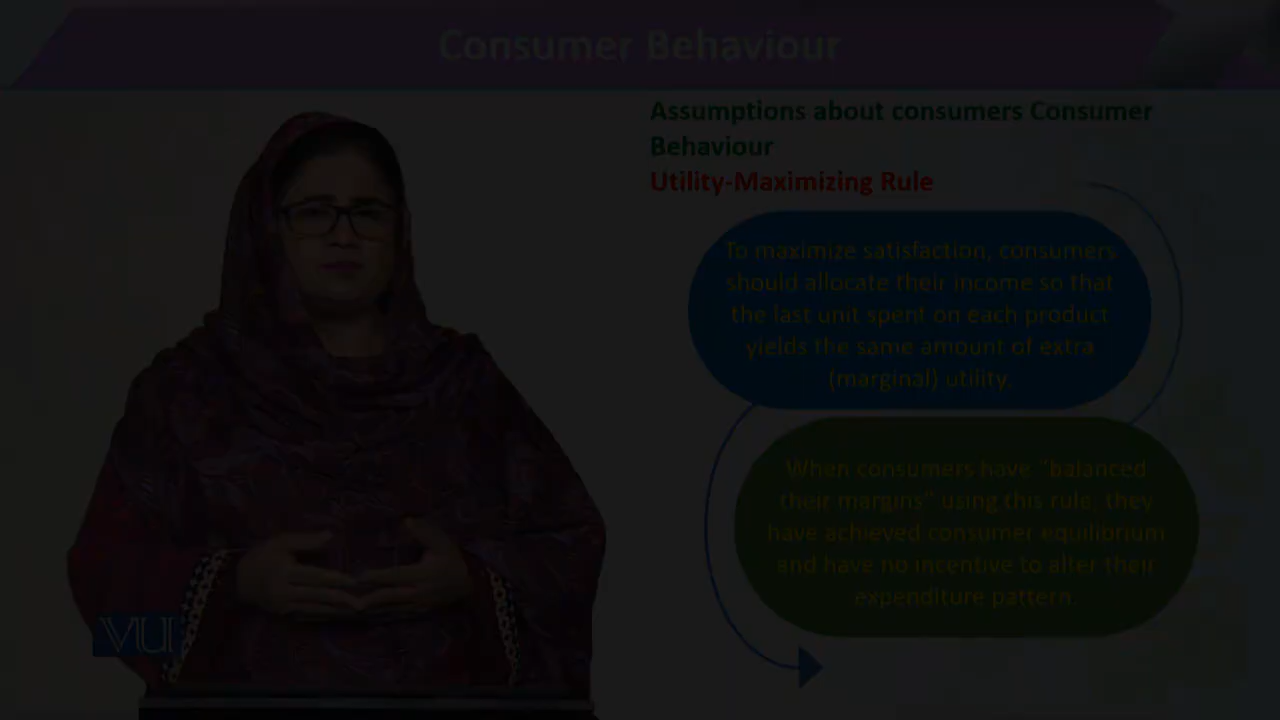 Consumer Behaviour
Assumptions about consumers Consumer
Behaviour
Utility-Maximizing Rule
To maximize satisfaction, consumers
should allocate their income so that
the last unit spent on each product
yields the same amount of extra
(marginal) utility.
When consumers have "balanced
their margins" using this rule, they
have achieved consumer equilibrium
and have no incentive to alter their
expenditure pattern.
VU